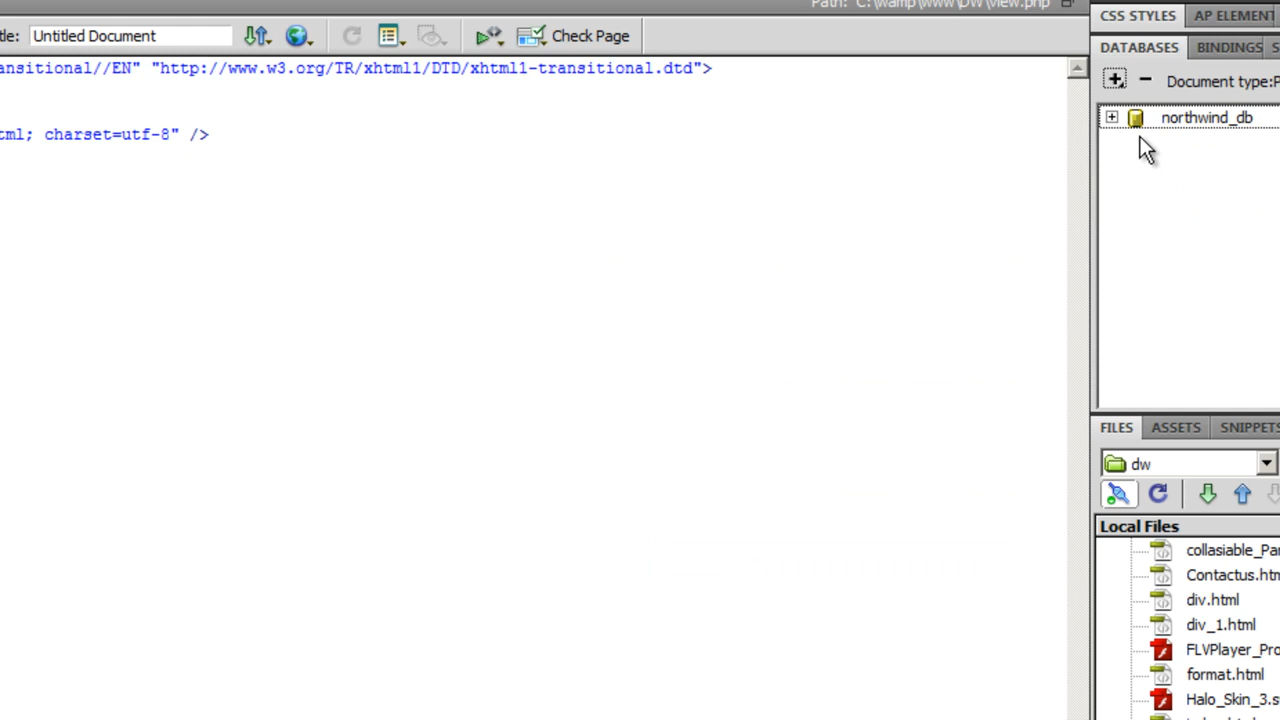 Path: C:\wamp\www\DW\view.php
tle: Untitled Document
Check Page
ansitional//EN" "http://www.w3.org/TR/xhtml1/DTD/xhtml1-transitional.dtd">
tml; charset=utf-8" />
CSS STYLES AP ELEMENT
DATABASES BINDINGS S
Document type:P
northwind_db
FILES ASSETS SNIPPETS
dw
Local Files
collasiable_Pa
Contactus.htm
div.html
div_1.html
FLVPlayer_Pro
format.html
Halo_Skin_3.s